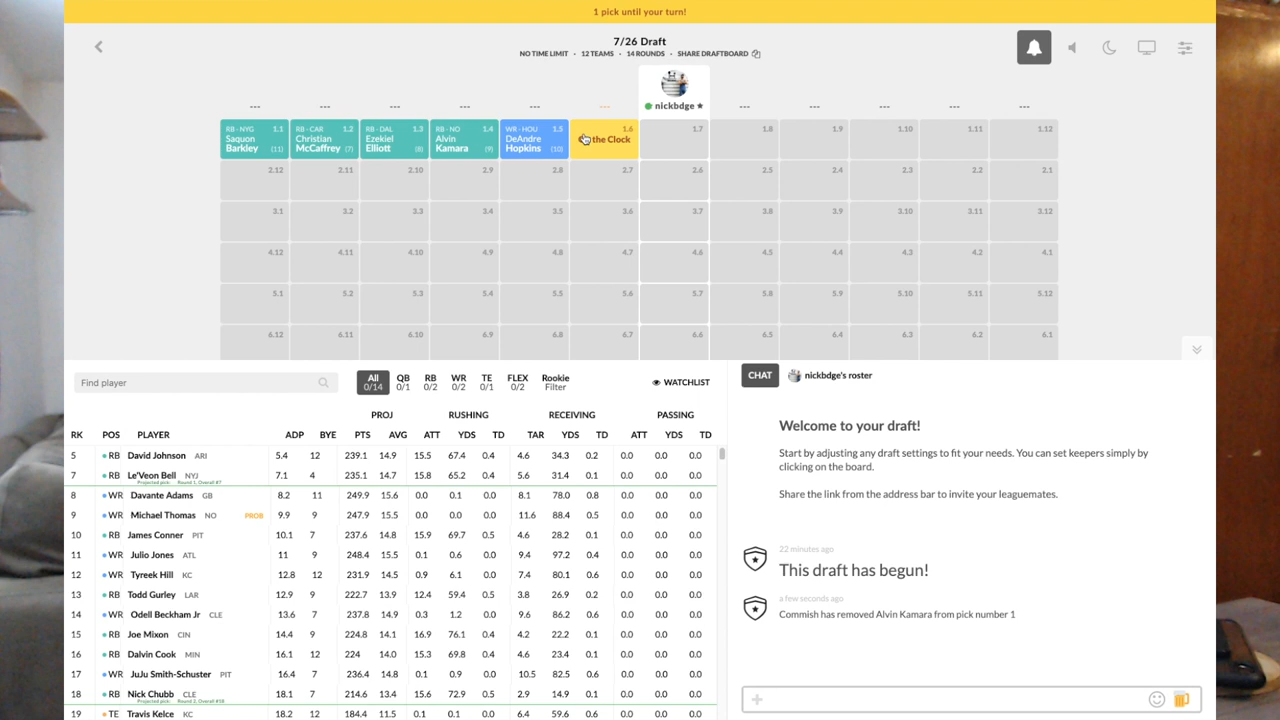 1 pick until your turn!
7/26 Draft
NO TIME LIMIT • 12 TEAMS • 14 ROUNDS • SHARE DRAFTBOARD
--- --- --- --- --- --- nickbdge ★ --- --- --- --- ---
RB - NYG 1.1 RB - CAR 1.2 RB - DAL 1.3 RB - NO 1.4 WR - HOU 1.5 1.6 1.7 1.8 1.9 1.10 1.11 1.12
Saquon Christian Ezekiel Alvin DeAndre the Clock
Barkley (11) McCaffrey (7) Elliott (8) Kamara (9) Hopkins (10)
2.12 2.11 2.10 2.9 2.8 2.7 2.6 2.5 2.4 2.3 2.2 2.1
3.1 3.2 3.3 3.4 3.5 3.6 3.7 3.8 3.9 3.10 3.11 3.12
4.12 4.11 4.10 4.9 4.8 4.7 4.6 4.5 4.4 4.3 4.2 4.1
5.1 5.2 5.3 5.4 5.5 5.6 5.7 5.8 5.9 5.10 5.11 5.12
6.12 6.11 6.10 6.9 6.8 6.7 6.6 6.5 6.4 6.3 6.2 6.1
Find player
All QB RB WR TE FLEX Rookie
0/14 0/1 0/2 0/2 0/1 0/2 Filter
WATCHLIST
PROJ RUSHING RECEIVING PASSING
RK POS PLAYER ADP BYE PTS AVG ATT YDS TD TAR YDS TD ATT YDS TD
5 RB David Johnson ARI 5.4 12 239.1 14.9 15.5 67.4 0.4 4.6 34.3 0.2 0.0 0.0 0.0
7 RB Le'Veon Bell NYJ 7.1 4 235.1 14.7 15.8 65.2 0.4 5.6 31.4 0.1 0.0 0.0 0.0
Projected pick: Round 1, Overall #7
8 WR Davante Adams GB 8.2 11 249.9 15.6 0.0 0.1 0.0 8.1 78.0 0.8 0.0 0.0 0.0
9 WR Michael Thomas NO PROB 9.9 9 247.9 15.5 0.0 0.0 0.0 11.6 88.4 0.5 0.0 0.0 0.0
10 RB James Conner PIT 10.1 7 237.6 14.8 15.9 69.7 0.5 4.6 28.2 0.1 0.0 0.0 0.0
11 WR Julio Jones ATL 11 9 248.4 15.5 0.1 0.6 0.0 9.4 97.2 0.4 0.0 0.0 0.0
12 WR Tyreek Hill KC 12.8 12 231.9 14.5 0.9 6.1 0.0 7.4 80.1 0.6 0.0 0.0 0.0
13 RB Todd Gurley LAR 12.9 9 222.7 13.9 12.4 59.4 0.5 3.8 26.9 0.2 0.0 0.0 0.0
14 WR Odell Beckham Jr CLE 13.6 7 237.8 14.9 0.3 1.2 0.0 9.6 86.2 0.6 0.0 0.0 0.0
15 RB Joe Mixon CIN 14.4 9 224.8 14.1 16.9 76.1 0.4 4.2 22.2 0.1 0.0 0.0 0.0
16 RB Dalvin Cook MIN 16.1 12 224 14.0 15.3 69.8 0.4 4.6 23.4 0.1 0.0 0.0 0.0
17 WR JuJu Smith-Schuster PIT 16.4 7 236.4 14.8 0.1 0.9 0.0 10.5 82.5 0.6 0.0 0.0 0.0
18 RB Nick Chubb CLE 18.1 7 214.6 13.4 15.6 72.9 0.5 2.9 14.9 0.1 0.0 0.0 0.0
Projected pick: Round 2, Overall #18
19 TE Travis Kelce KC 18.2 12 184.4 11.5 0.1 0.1 0.0 6.4 59.6 0.6 0.0 0.0 0.0
CHAT nickbdge's roster
Welcome to your draft!
Start by adjusting any draft settings to fit your needs. You can set keepers simply by
clicking on the board.
Share the link from the address bar to invite your leaguemates.
22 minutes ago
This draft has begun!
a few seconds ago
Commish has removed Alvin Kamara from pick number 1